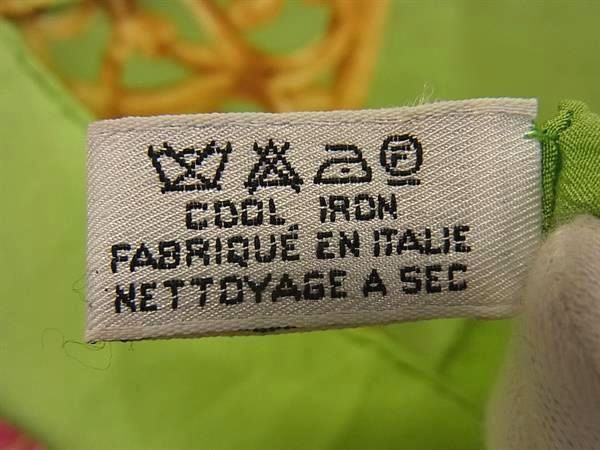 F
COOL IRON
FABRIQUÉ EN ITALIE
NETTOYAGE A SEC